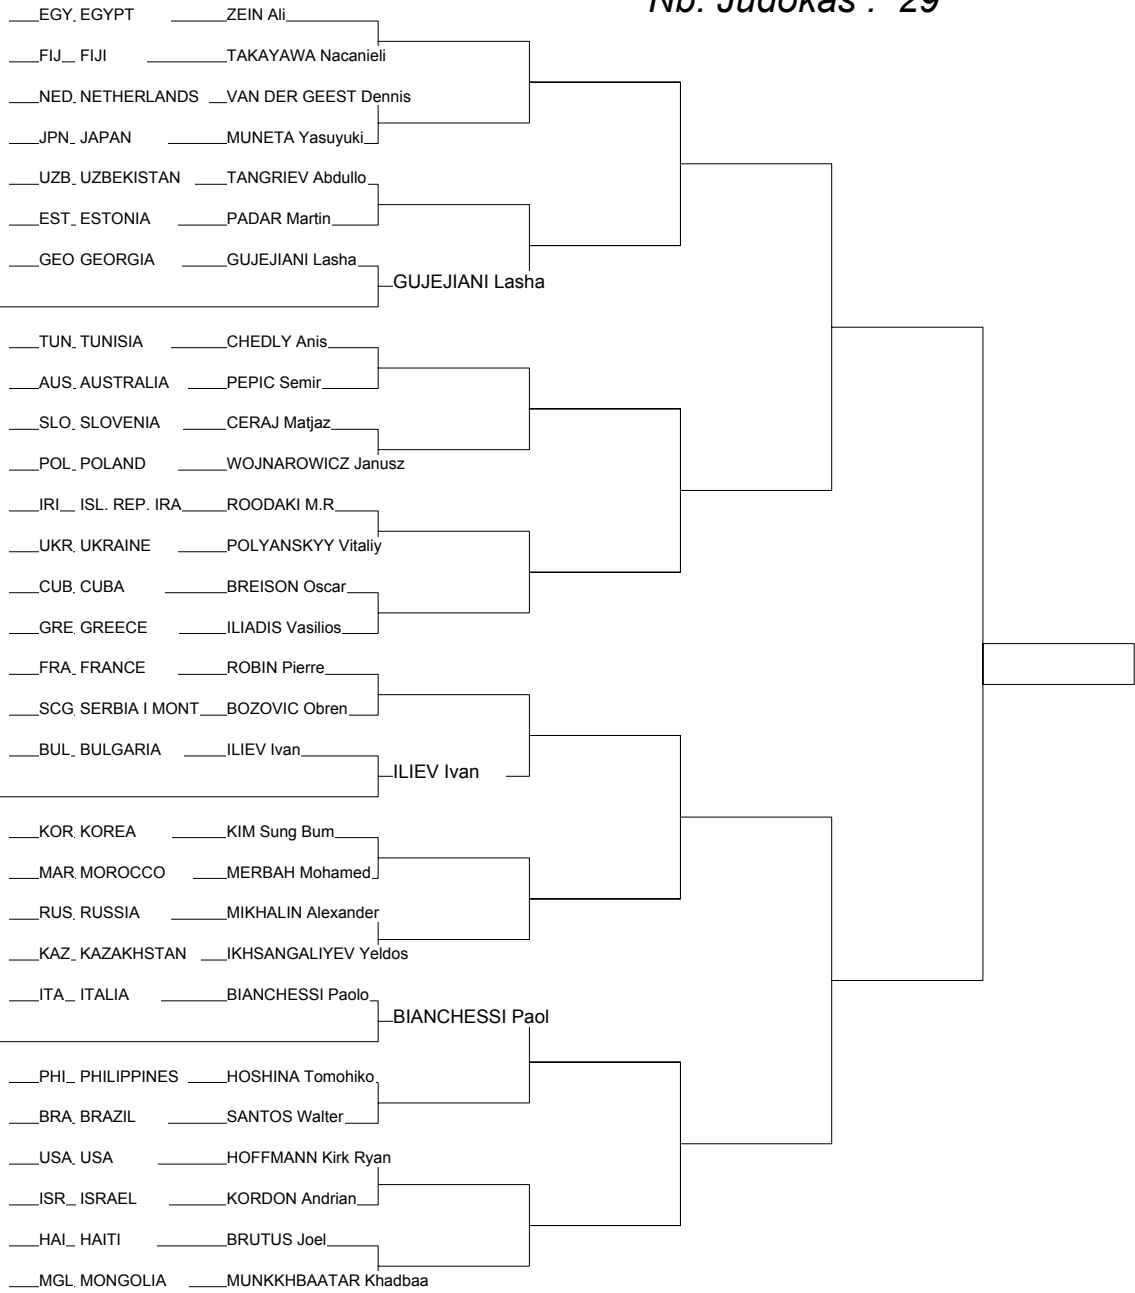 Nb. Judokas : 29
EGY EGYPT ZEIN Ali
FIJ FIJI TAKAYAWA Nacanieli
NED NETHERLANDS VAN DER GEEST Dennis
JPN JAPAN MUNETA Yasuyuki
UZB UZBEKISTAN TANGRIEV Abdullo
EST ESTONIA PADAR Martin
GEO GEORGIA GUJEJIANI Lasha
GUJEJIANI Lasha
TUN TUNISIA CHEDLY Anis
AUS AUSTRALIA PEPIC Semir
SLO SLOVENIA CERAJ Matjaz
POL POLAND WOJNAROWICZ Janusz
IRI ISL. REP. IRA ROODAKI M.R
UKR UKRAINE POLYANSKYY Vitaliy
CUB CUBA BREISON Oscar
GRE GREECE ILIADIS Vasilios
FRA FRANCE ROBIN Pierre
SCG SERBIA I MONT BOZOVIC Obren
BUL BULGARIA ILIEV Ivan
ILIEV Ivan
KOR KOREA KIM Sung Bum
MAR MOROCCO MERBAH Mohamed
RUS RUSSIA MIKHALIN Alexander
KAZ KAZAKHSTAN IKHSANGALIYEV Yeldos
ITA ITALIA BIANCHESSI Paolo
BIANCHESSI Paol
PHI PHILIPPINES HOSHINA Tomohiko
BRA BRAZIL SANTOS Walter
USA USA HOFFMANN Kirk Ryan
ISR ISRAEL KORDON Andrian
HAI HAITI BRUTUS Joel
MGL MONGOLIA MUNKKHBAATAR Khadbaa